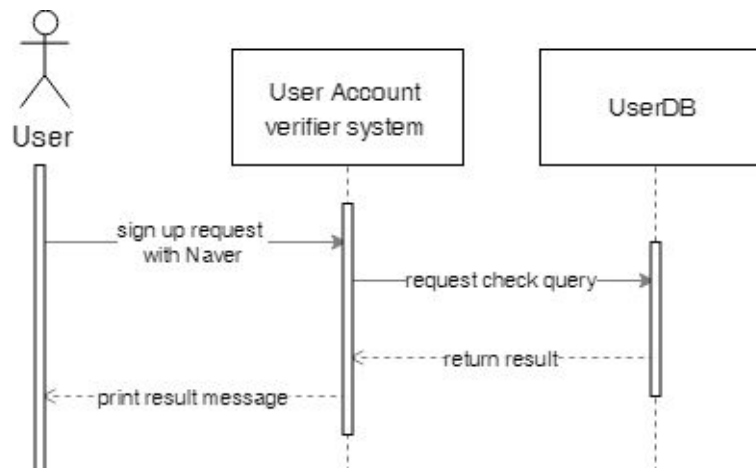 User
User Account
verifier system
UserDB
sign up request
with Naver
request check query
return result
print result message